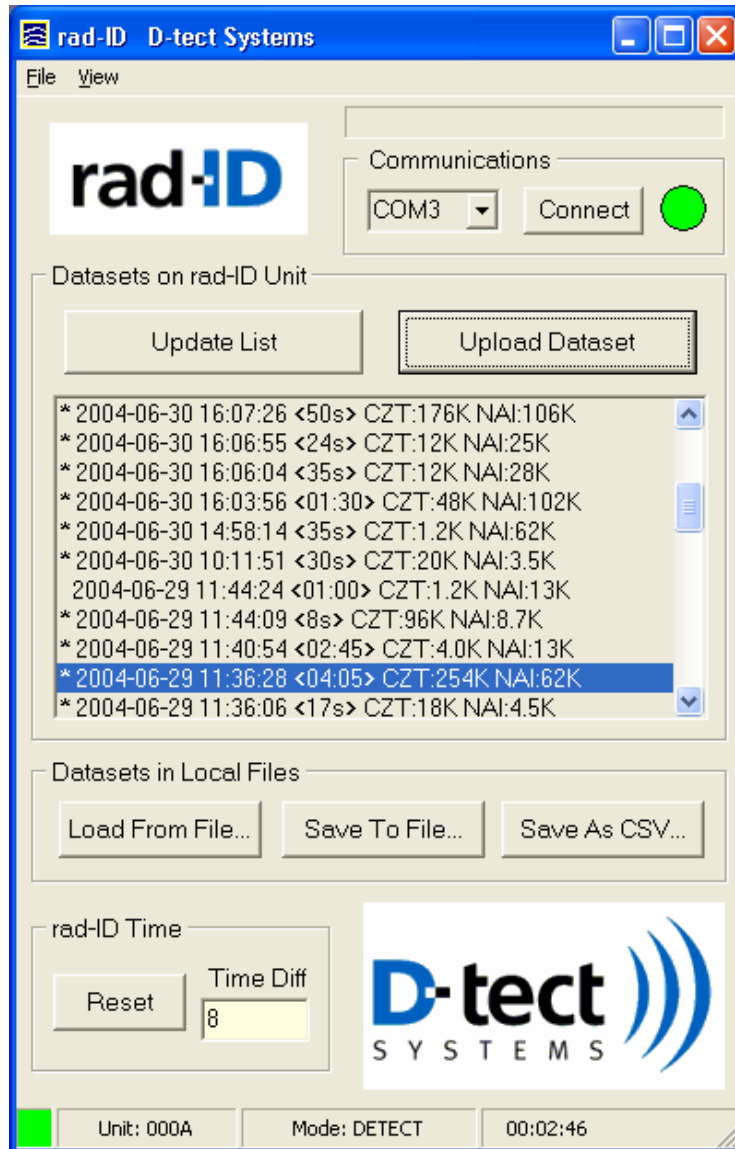 rad-ID D-tect Systems
File View
rad-ID
Communications
COM3 Connect
Datasets on rad-ID Unit
Update List Upload Dataset
* 2004-06-30 16:07:26 <50s> CZT:176K NAI:106K
* 2004-06-30 16:06:55 <24s> CZT:12K NAI:25K
* 2004-06-30 16:06:04 <35s> CZT:12K NAI:28K
* 2004-06-30 16:03:56 <01:30> CZT:48K NAI:102K
* 2004-06-30 14:58:14 <35s> CZT:1.2K NAI:62K
* 2004-06-30 10:11:51 <30s> CZT:20K NAI:3.5K
2004-06-29 11:44:24 <01:00> CZT:1.2K NAI:13K
* 2004-06-29 11:44:09 <8s> CZT:96K NAI:8.7K
* 2004-06-29 11:40:54 <02:45> CZT:4.0K NAI:13K
* 2004-06-29 11:36:28 <04:05> CZT:254K NAI:62K
* 2004-06-29 11:36:06 <17s> CZT:18K NAI:4.5K
Datasets in Local Files
Load From File... Save To File... Save As CSV...
rad-ID Time
Reset Time Diff
8
D-tect
SYSTEMS
Unit: 000A Mode: DETECT 00:02:46